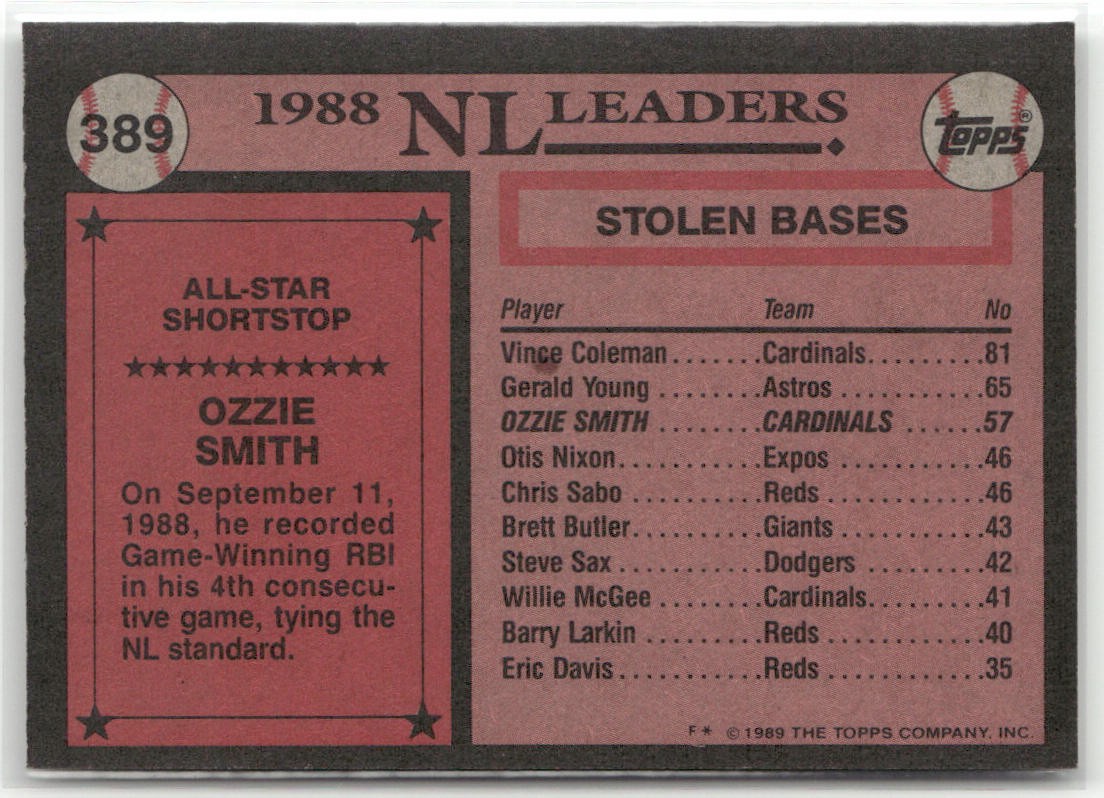 389
1988 NL LEADERS
Topps®
ALL-STAR
SHORTSTOP
OZZIE
SMITH
On September 11,
1988, he recorded
Game-Winning RBI
in his 4th consecu-
tive game, tying the
NL standard.
STOLEN BASES
Player Team No
Vince Coleman.......Cardinals..........81
Gerald Young ........Astros .............65
OZZIE SMITH ........CARDINALS ......57
Otis Nixon...........Expos .............46
Chris Sabo ..........Reds ..............46
Brett Butler..........Giants ............43
Steve Sax ...........Dodgers ...........42
Willie McGee ........Cardinals..........41
Barry Larkin .........Reds ..............40
Eric Davis............Reds ..............35
F* ©1989 THE TOPPS COMPANY, INC.